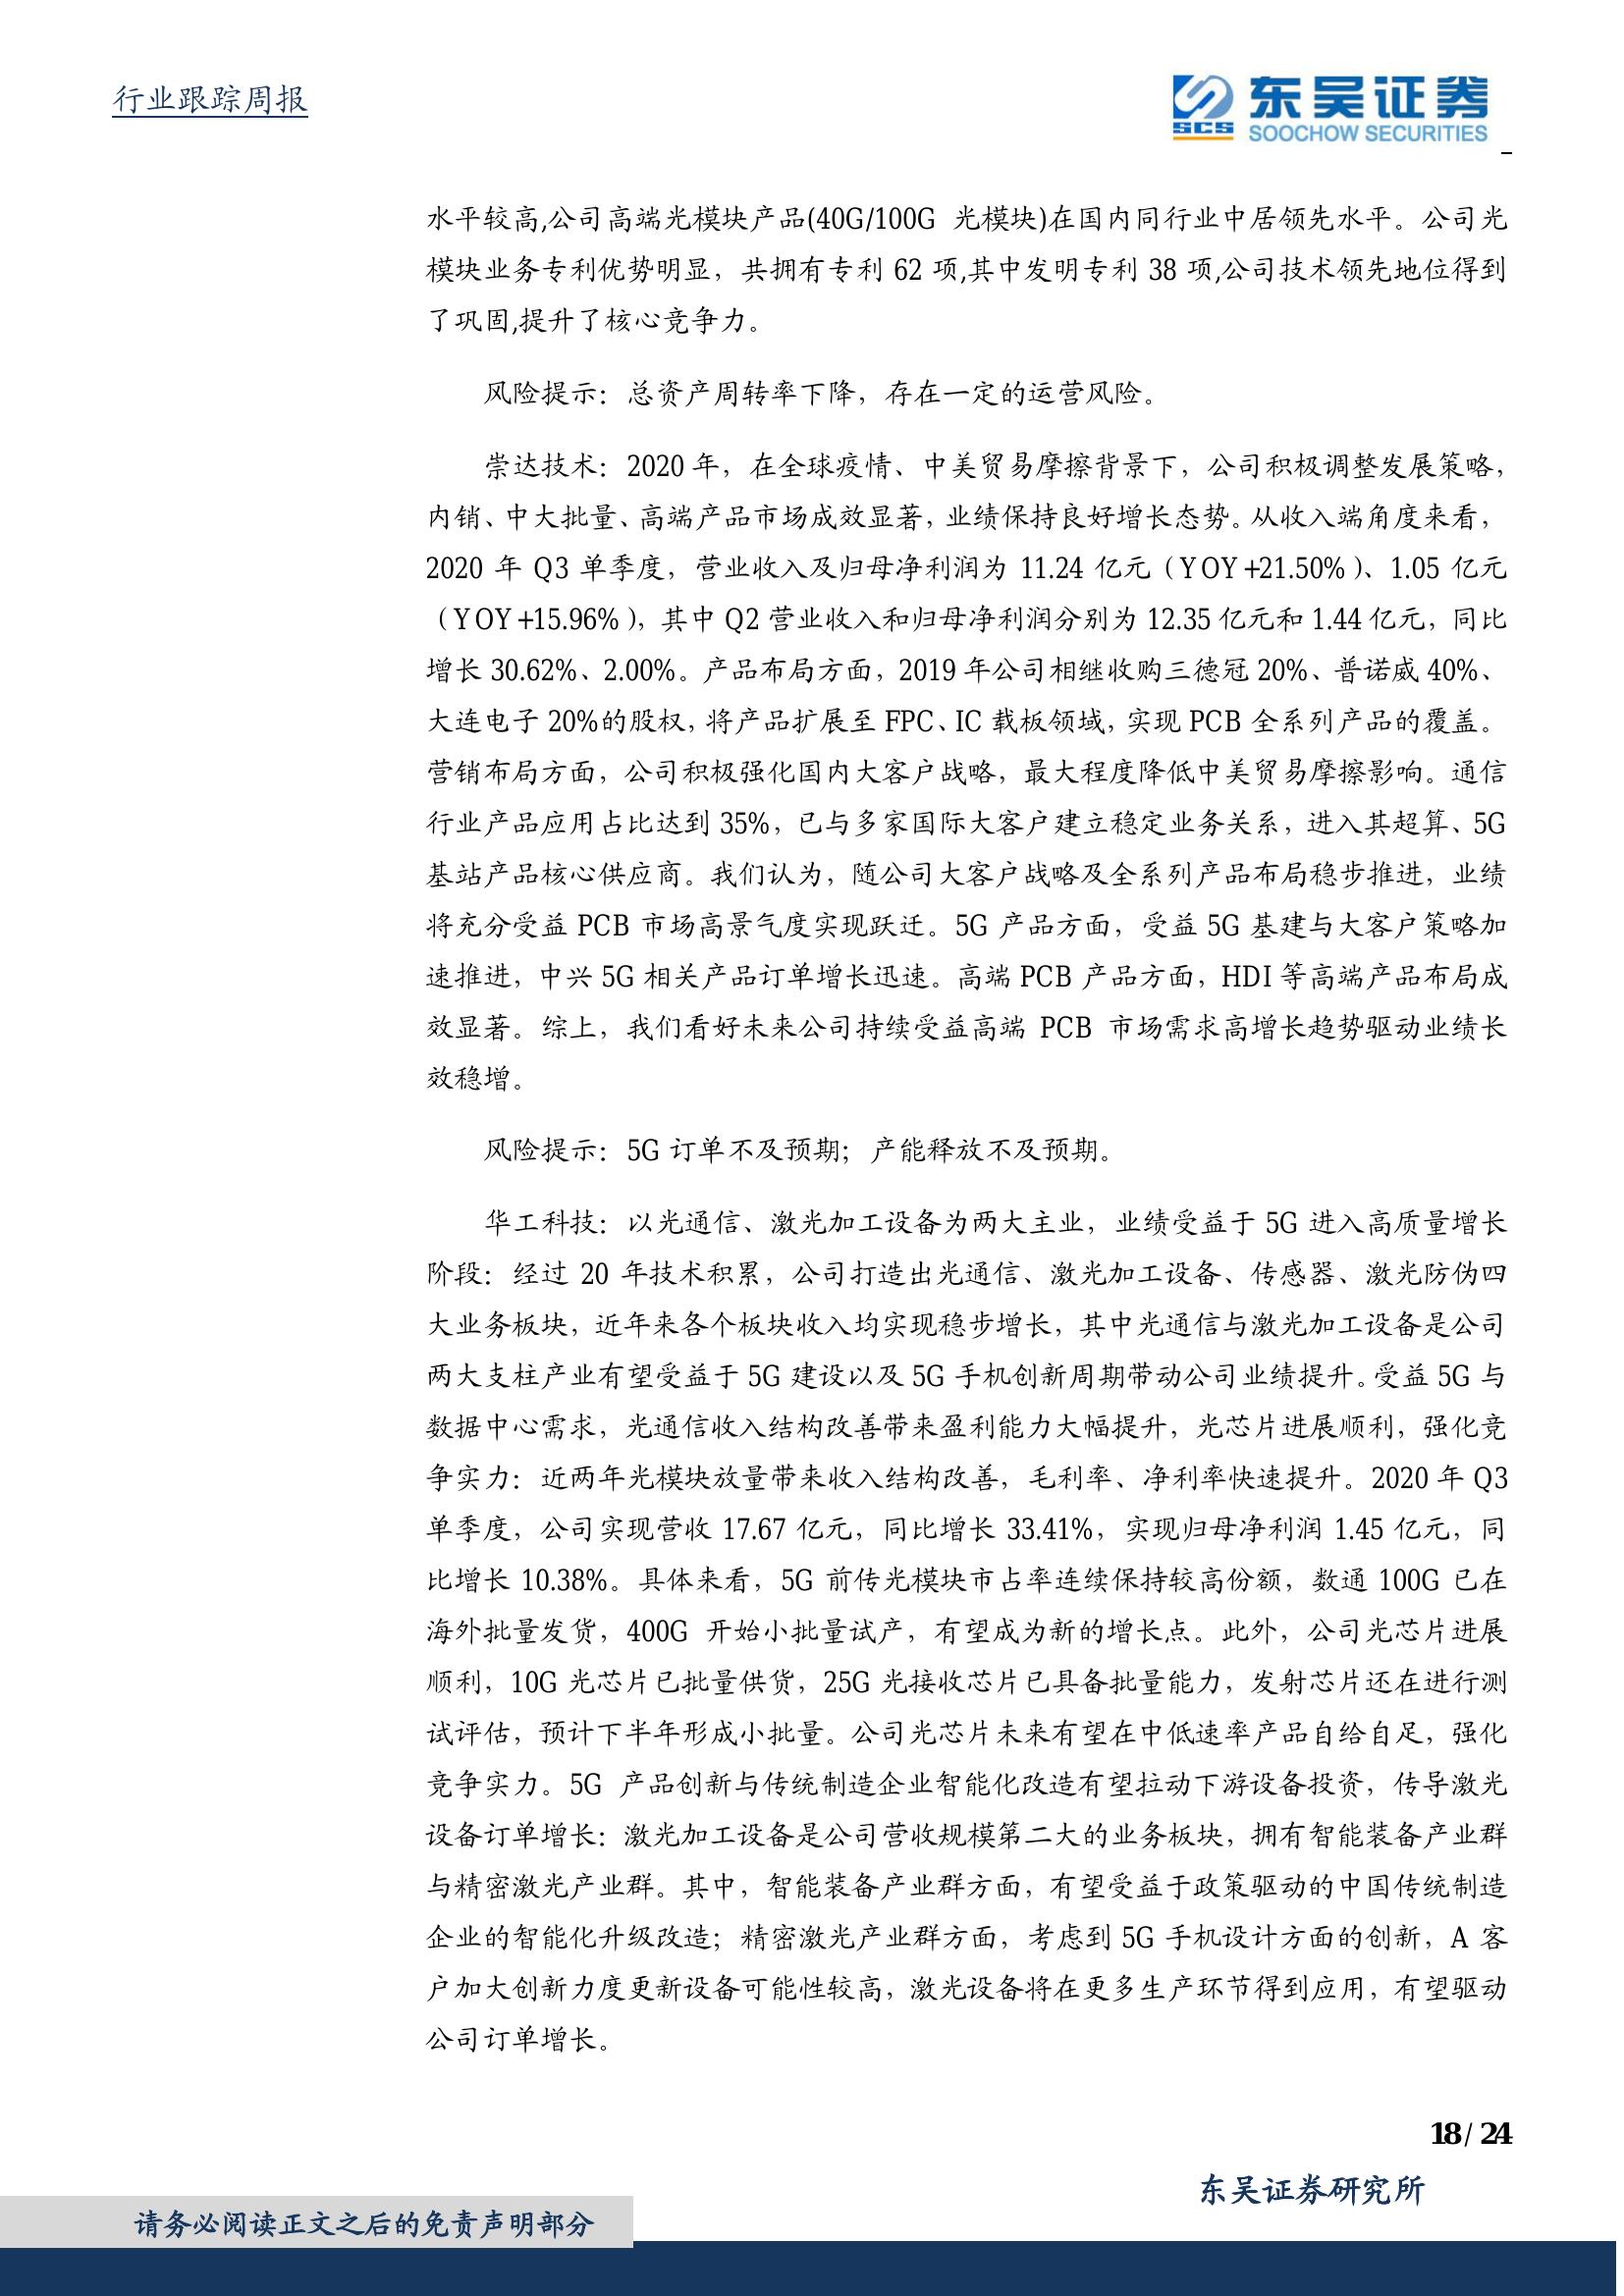 行业跟踪周报
SCS
东吴证券
SOOCHOW SECURITIES
水平较高,公司高端光模块产品(40G/100G 光模块)在国内同行业中居领先水平。公司光
模块业务专利优势明显，共拥有专利 62 项,其中发明专利 38 项,公司技术领先地位得到
了巩固,提升了核心竞争力。
风险提示：总资产周转率下降，存在一定的运营风险。
崇达技术：2020 年，在全球疫情、中美贸易摩擦背景下，公司积极调整发展策略，
内销、中大批量、高端产品市场成效显著，业绩保持良好增长态势。从收入端角度来看，
2020 年 Q3 单季度，营业收入及归母净利润为 11.24 亿元（YOY+21.50%）、1.05 亿元
（YOY+15.96%），其中 Q2 营业收入和归母净利润分别为 12.35 亿元和 1.44 亿元，同比
增长 30.62%、2.00%。产品布局方面，2019 年公司相继收购三德冠 20%、普诺威 40%、
大连电子 20%的股权，将产品扩展至 FPC、IC 载板领域，实现 PCB 全系列产品的覆盖。
营销布局方面，公司积极强化国内大客户战略，最大程度降低中美贸易摩擦影响。通信
行业产品应用占比达到 35%，已与多家国际大客户建立稳定业务关系，进入其超算、5G
基站产品核心供应商。我们认为，随公司大客户战略及全系列产品布局稳步推进，业绩
将充分受益 PCB 市场高景气度实现跃迁。5G 产品方面，受益 5G 基建与大客户策略加
速推进，中兴 5G 相关产品订单增长迅速。高端 PCB 产品方面，HDI 等高端产品布局成
效显著。综上，我们看好未来公司持续受益高端 PCB 市场需求高增长趋势驱动业绩长
效稳增。
风险提示：5G 订单不及预期；产能释放不及预期。
华工科技：以光通信、激光加工设备为两大主业，业绩受益于 5G 进入高质量增长
阶段：经过 20 年技术积累，公司打造出光通信、激光加工设备、传感器、激光防伪四
大业务板块，近年来各个板块收入均实现稳步增长，其中光通信与激光加工设备是公司
两大支柱产业有望受益于 5G 建设以及 5G 手机创新周期带动公司业绩提升。受益 5G 与
数据中心需求，光通信收入结构改善带来盈利能力大幅提升，光芯片进展顺利，强化竞
争实力：近两年光模块放量带来收入结构改善，毛利率、净利率快速提升。2020 年 Q3
单季度，公司实现营收 17.67 亿元，同比增长 33.41%，实现归母净利润 1.45 亿元，同
比增长 10.38%。具体来看，5G 前传光模块市占率连续保持较高份额，数通 100G 已在
海外批量发货，400G 开始小批量试产，有望成为新的增长点。此外，公司光芯片进展
顺利，10G 光芯片已批量供货，25G 光接收芯片已具备批量能力，发射芯片还在进行测
试评估，预计下半年形成小批量。公司光芯片未来有望在中低速率产品自给自足，强化
竞争实力。5G 产品创新与传统制造企业智能化改造有望拉动下游设备投资，传导激光
设备订单增长：激光加工设备是公司营收规模第二大的业务板块，拥有智能装备产业群
与精密激光产业群。其中，智能装备产业群方面，有望受益于政策驱动的中国传统制造
企业的智能化升级改造；精密激光产业群方面，考虑到 5G 手机设计方面的创新，A 客
户加大创新力度更新设备可能性较高，激光设备将在更多生产环节得到应用，有望驱动
公司订单增长。
18 / 24
东吴证券研究所
请务必阅读正文之后的免责声明部分